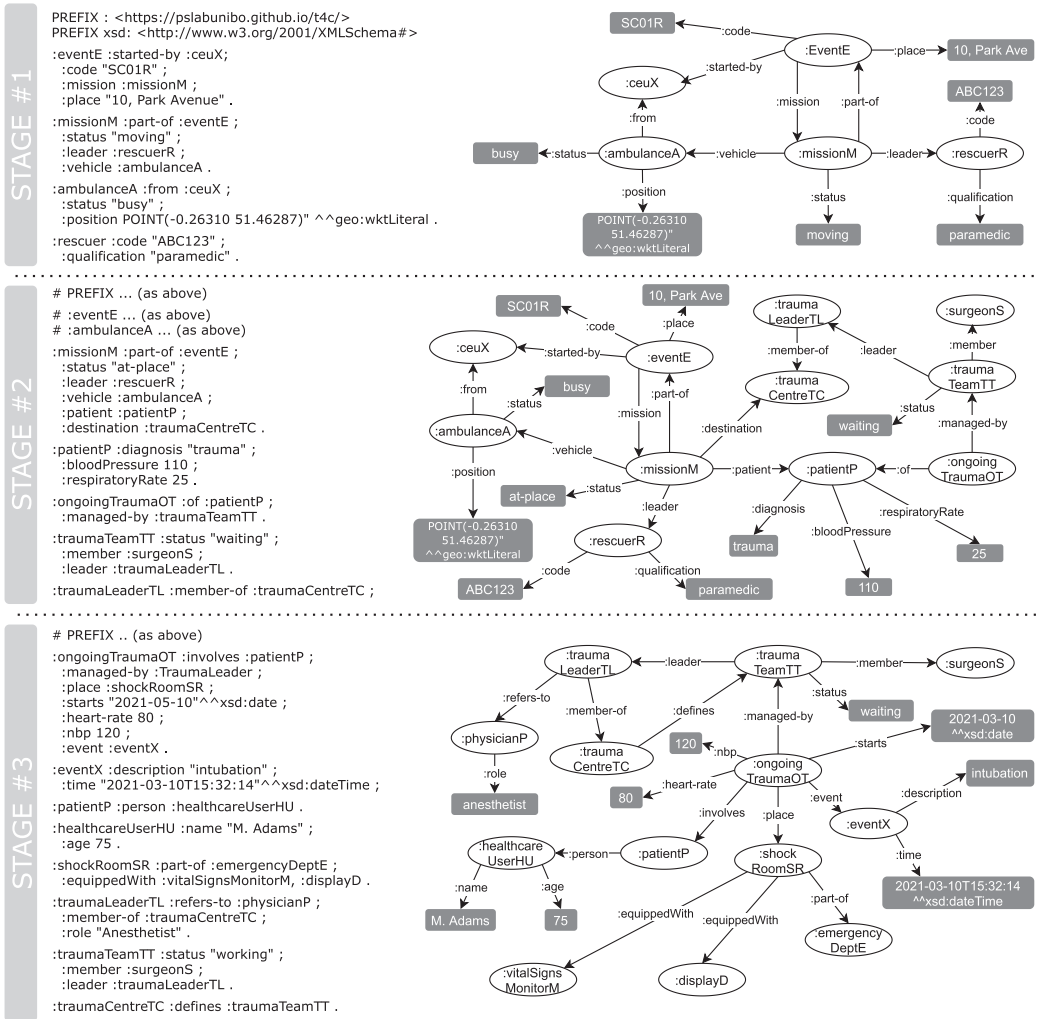 STAGE #1
PREFIX : <https://pslabunibo.github.io/t4c/>
PREFIX xsd: <http://www.w3.org/2001/XMLSchema#>
:eventE :started-by :ceuX;
:code "SC01R" ;
:mission :missionM ;
:place "10, Park Avenue" .
:missionM :part-of :eventE ;
:status "moving" ;
:leader :rescuerR ;
:vehicle :ambulanceA .
:ambulanceA :from :ceuX ;
:status "busy" ;
:position POINT(-0.26310 51.46287)" ^^geo:wktLiteral .
:rescuer :code "ABC123" ;
:qualification "paramedic" .
SC01R
:code
:EventE
:place
10, Park Ave
:started-by
:ceuX
ABC123
:from
:mission
:part-of
:code
busy
:status
:ambulanceA
:vehicle
:missionM
:leader
:rescuerR
:position
:status
:qualification
POINT(-0.26310
51.46287)"
^^geo:wktLiteral
moving
paramedic
STAGE #2
# PREFIX ... (as above)
# :eventE ... (as above)
# :ambulanceA ... (as above)
:missionM :part-of :eventE ;
:status "at-place" ;
:leader :rescuerR ;
:vehicle :ambulanceA ;
:patient :patientP ;
:destination :traumaCentreTC .
:patientP :diagnosis "trauma" ;
:bloodPressure 110 ;
:respiratoryRate 25 .
:ongoingTraumaOT :of :patientP ;
:managed-by :traumaTeamTT .
:traumaTeamTT :status "waiting" ;
:member :surgeonS ;
:leader :traumaLeaderTL .
:traumaLeaderTL :member-of :traumaCentreTC ;
SC01R
10, Park Ave
:trauma
LeaderTL
:surgeonS
:code
:place
:ceuX
:started-by
:eventE
:member-of
:leader
:member
:from
:status
busy
:part-of
:trauma
CentreTC
:trauma
TeamTT
:mission
:status
:ambulanceA
:destination
waiting
:managed-by
:vehicle
:position
:missionM
:patient
:patientP
:of
:ongoing
TraumaOT
at-place
:status
:leader
:diagnosis
:respiratoryRate
POINT(-0.26310
51.46287)"
^^geo:wktLiteral
:rescuerR
:bloodPressure
trauma
25
:code
:qualification
ABC123
paramedic
110
STAGE #3
# PREFIX .. (as above)
:ongoingTraumaOT :involves :patientP ;
:managed-by :TraumaLeader ;
:place :shockRoomSR ;
:starts "2021-05-10"^^xsd:date ;
:heart-rate 80 ;
:nbp 120 ;
:event :eventX .
:eventX :description "intubation" ;
:time "2021-03-10T15:32:14"^^xsd:dateTime ;
:patientP :person :healthcareUserHU .
:healthcareUserHU :name "M. Adams" ;
:age 75 .
:shockRoomSR :part-of :emergencyDeptE ;
:equippedWith :vitalSignsMonitorM, :displayD .
:traumaLeaderTL :refers-to :physicianP ;
:member-of :traumaCentreTC ;
:role "Anesthetist" .
:traumaTeamTT :status "working" ;
:member :surgeonS ;
:leader :traumaLeaderTL .
:traumaCentreTC :defines :traumaTeamTT .
:trauma
LeaderTL
:leader
:trauma
TeamTT
:member
:surgeonS
:refers-to
:status
:member-of
:defines
:managed-by
waiting
:physicianP
2021-03-10
^^xsd:date
:trauma
CentreTC
120
:nbp
:starts
:role
:ongoing
TraumaOT
intubation
anesthetist
80
:heart-rate
:event
:description
:involves
:place
:eventX
:healthcare
UserHU
:person
:patientP
:shock
RoomSR
:time
:name
:age
2021-03-10T15:32:14
^^xsd:dateTime
:part-of
M. Adams
75
:equippedWith
:equippedWith
:emergency
DeptE
:vitalSigns
MonitorM
:displayD